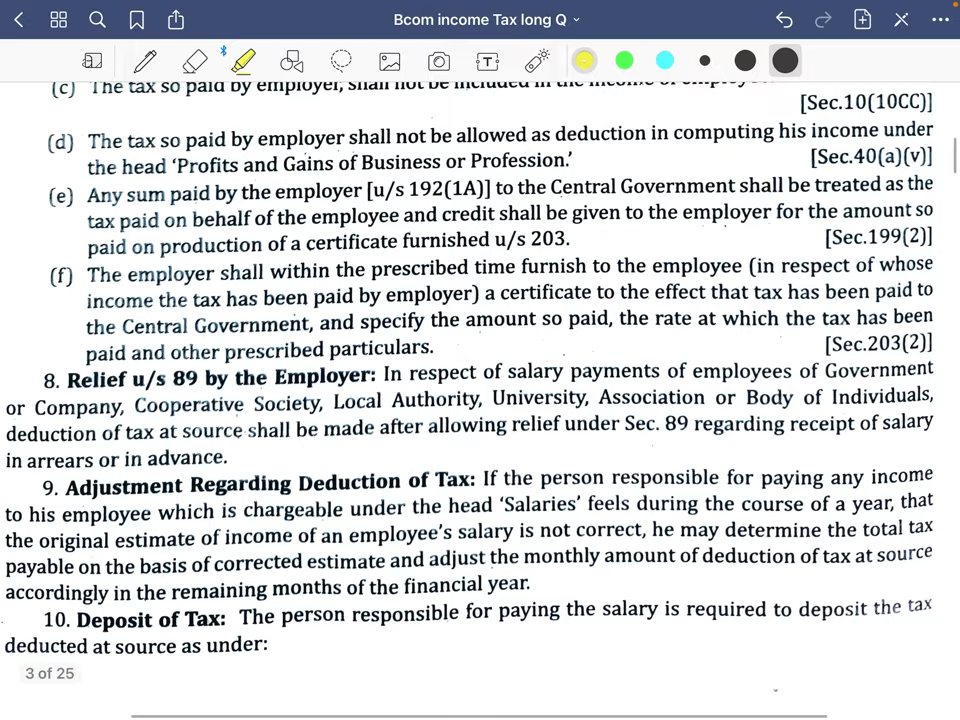 Bcom income Tax long Q
(c) The tax so paid by employer, shall not be included in the income of
[Sec.10(10CC)]
(d) The tax so paid by employer shall not be allowed as deduction in computing his income under
the head ‘Profits and Gains of Business or Profession.’ [Sec.40(a)(v)]
(e) Any sum paid by the employer [u/s 192(1A)] to the Central Government shall be treated as the
tax paid on behalf of the employee and credit shall be given to the employer for the amount so
paid on production of a certificate furnished u/s 203. [Sec.199(2)]
(f) The employer shall within the prescribed time furnish to the employee (in respect of whose
income the tax has been paid by employer) a certificate to the effect that tax has been paid to
the Central Government, and specify the amount so paid, the rate at which the tax has been
paid and other prescribed particulars. [Sec.203(2)]
8. Relief u/s 89 by the Employer: In respect of salary payments of employees of Government
or Company, Cooperative Society, Local Authority, University, Association or Body of Individuals,
deduction of tax at source shall be made after allowing relief under Sec. 89 regarding receipt of salary
in arrears or in advance.
9. Adjustment Regarding Deduction of Tax: If the person responsible for paying any income
to his employee which is chargeable under the head ‘Salaries’ feels during the course of a year, that
the original estimate of income of an employee’s salary is not correct, he may determine the total tax
payable on the basis of corrected estimate and adjust the monthly amount of deduction of tax at source
accordingly in the remaining months of the financial year.
10. Deposit of Tax: The person responsible for paying the salary is required to deposit the tax
deducted at source as under:
3 of 25